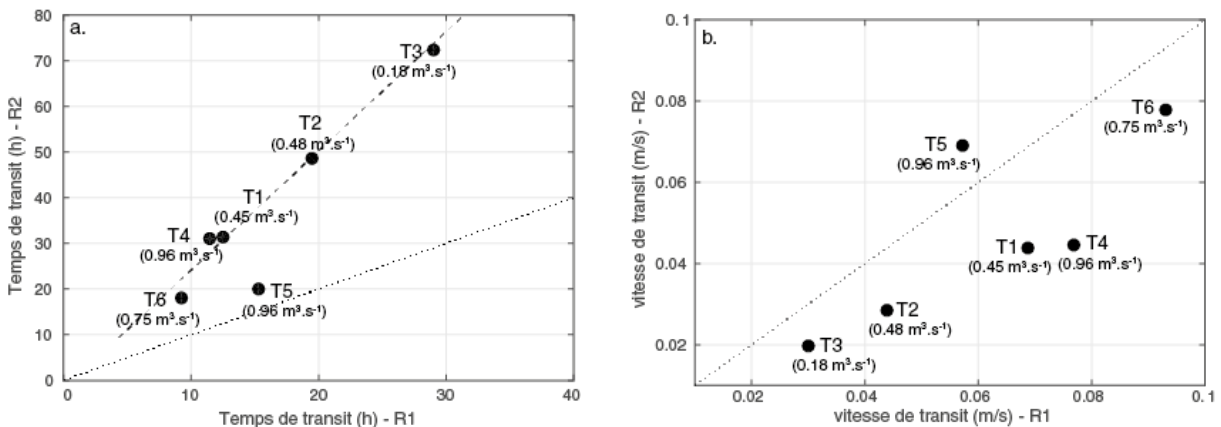 a.
80
70
60
50
40
30
20
10
0
Temps de transit (h) - R2
T3
(0.18 m³.s⁻¹)
T2
(0.48 m³.s⁻¹)
T1
(0.45 m³.s⁻¹)
T4
(0.96 m³.s⁻¹)
T6
(0.75 m³.s⁻¹)
T5
(0.96 m³.s⁻¹)
0 10 20 30 40
Temps de transit (h) - R1
b.
0.1
0.08
0.06
0.04
0.02
vitesse de transit (m/s) - R2
T6
(0.75 m³.s⁻¹)
T5
(0.96 m³.s⁻¹)
T1
(0.45 m³.s⁻¹)
T4
(0.96 m³.s⁻¹)
T2
(0.48 m³.s⁻¹)
T3
(0.18 m³.s⁻¹)
0.02 0.04 0.06 0.08 0.1
vitesse de transit (m/s) - R1